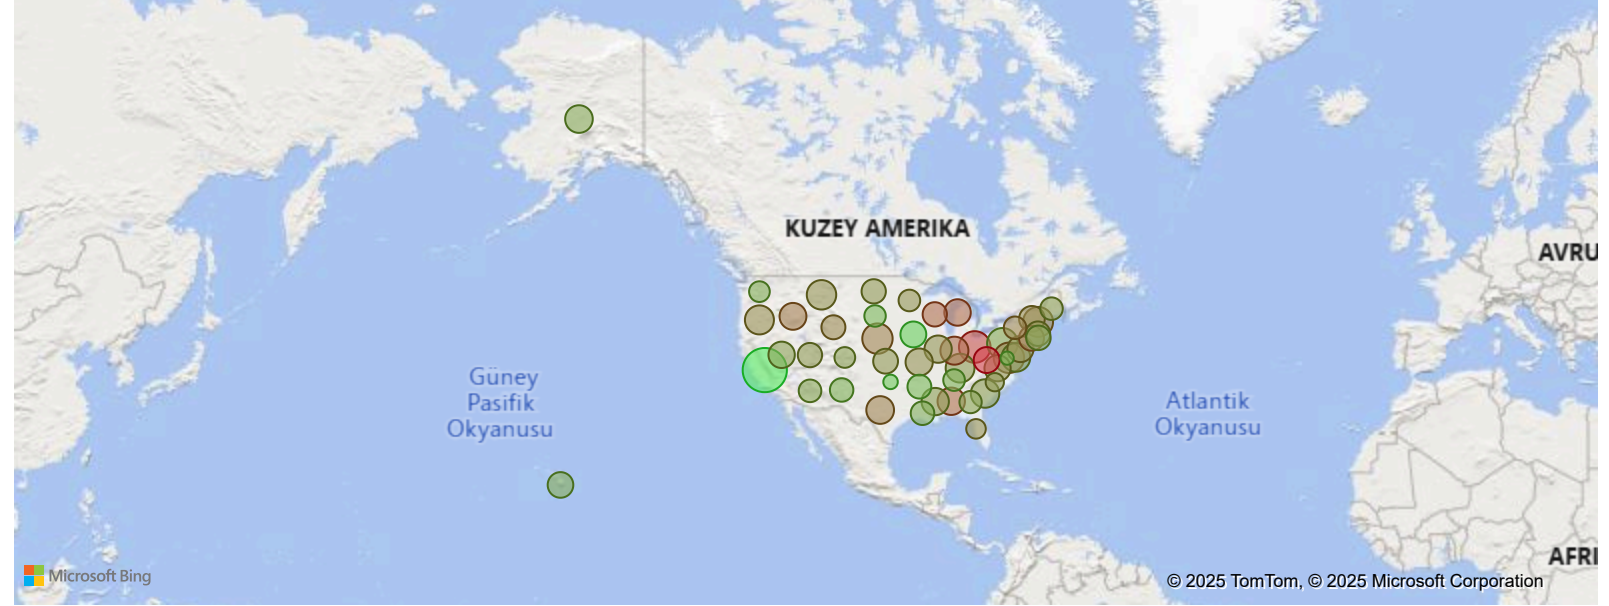 KUZEY AMERIKA
AVRU
Güney
Pasifik
Okyanusu
Atlantik
Okyanusu
AFRI
Microsoft Bing
© 2025 TomTom, © 2025 Microsoft Corporation